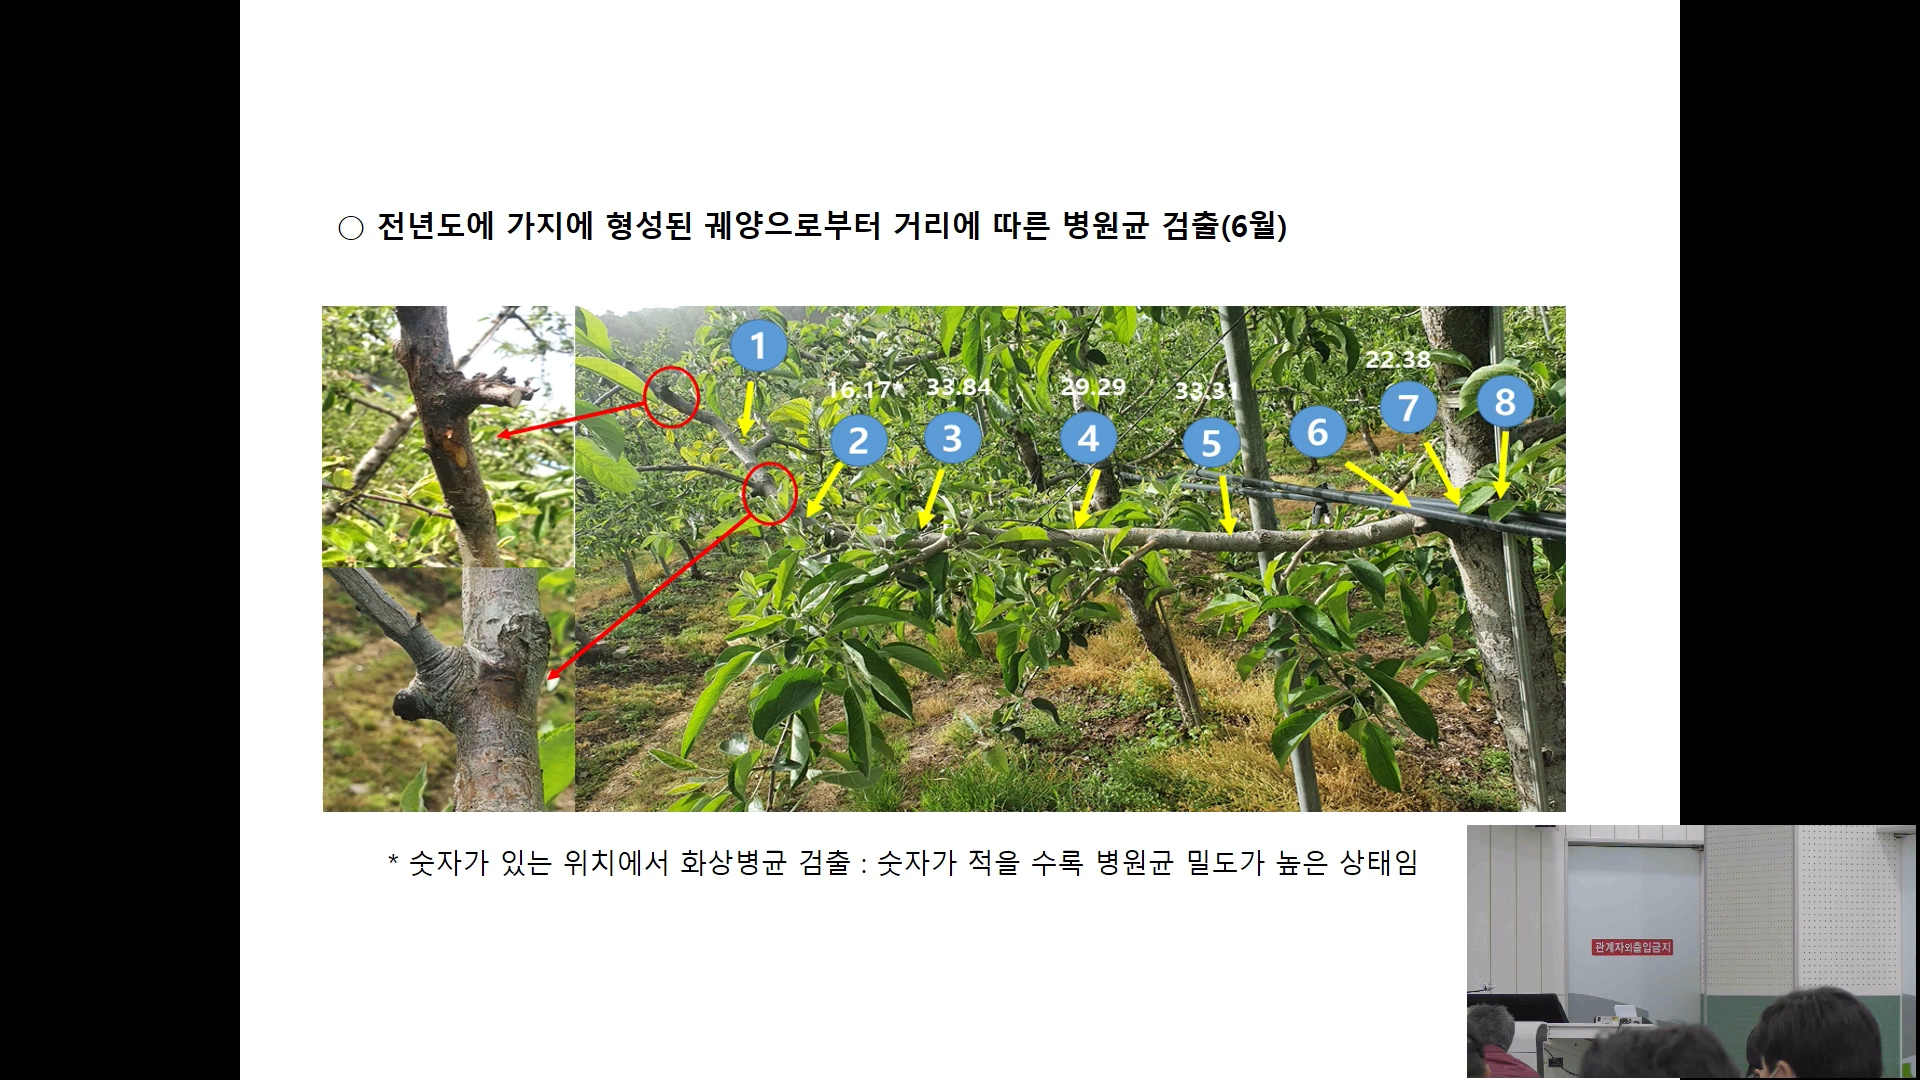 ○ 전년도에 가지에 형성된 궤양으로부터 거리에 따른 병원균 검출(6월)
1
16.17* 33.84 29.29 33.31 22.38
2 3 4 5 6 7 8
* 숫자가 있는 위치에서 화상병균 검출 : 숫자가 적을 수록 병원균 밀도가 높은 상태임
관계자외출입금지